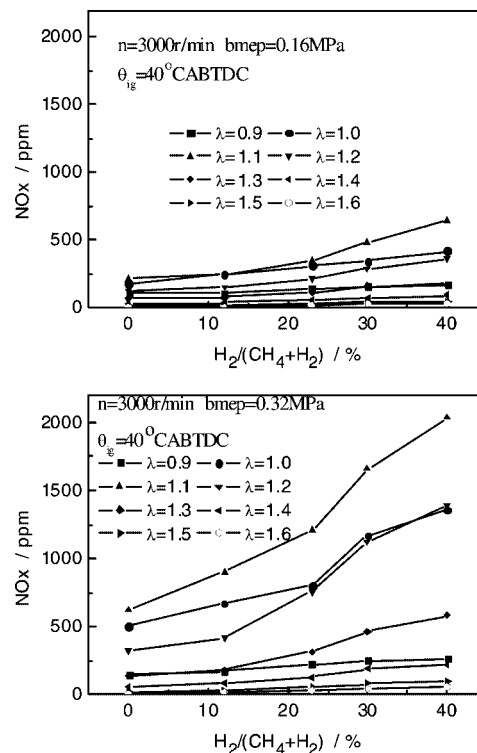 n=3000r/min bmep=0.16MPa
θig=40°CABTDC
2000
1500
1000
500
0
NOx / ppm
λ=0.9 λ=1.0
λ=1.1 λ=1.2
λ=1.3 λ=1.4
λ=1.5 λ=1.6
0 10 20 30 40
H₂/(CH₄+H₂) / %
n=3000r/min bmep=0.32MPa
θig=40°CABTDC
2000
1500
1000
500
0
NOx / ppm
λ=0.9 λ=1.0
λ=1.1 λ=1.2
λ=1.3 λ=1.4
λ=1.5 λ=1.6
0 10 20 30 40
H₂/(CH₄+H₂) / %